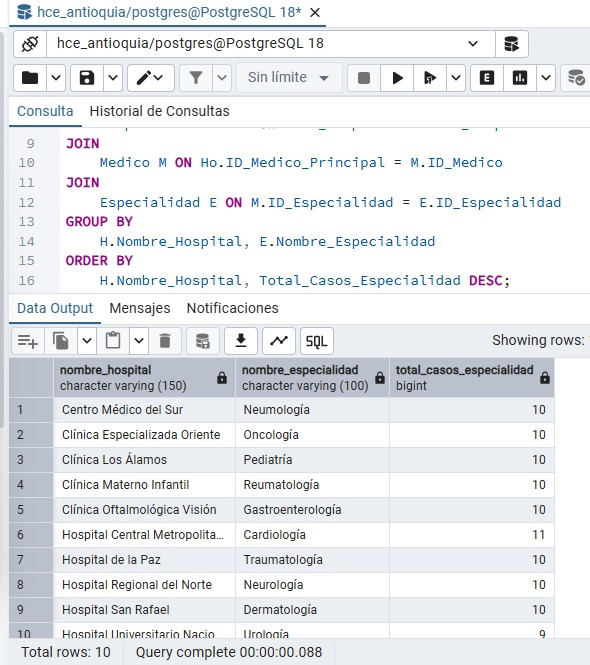 hce_antioquia/postgres@PostgreSQL 18*
hce_antioquia/postgres@PostgreSQL 18
Sin límite
Consulta Historial de Consultas
9 JOIN
10 Medico M ON Ho.ID_Medico_Principal = M.ID_Medico
11 JOIN
12 Especialidad E ON M.ID_Especialidad = E.ID_Especialidad
13 GROUP BY
14 H.Nombre_Hospital, E.Nombre_Especialidad
15 ORDER BY
16 H.Nombre_Hospital, Total_Casos_Especialidad DESC;
Data Output Mensajes Notificaciones
SQL Showing rows:
nombre_hospital nombre_especialidad total_casos_especialidad
character varying (150) character varying (100) bigint
1 Centro Médico del Sur Neumología 10
2 Clínica Especializada Oriente Oncología 10
3 Clínica Los Álamos Pediatría 10
4 Clínica Materno Infantil Reumatología 10
5 Clínica Oftalmológica Visión Gastroenterología 10
6 Hospital Central Metropolita... Cardiología 11
7 Hospital de la Paz Traumatología 10
8 Hospital Regional del Norte Neurología 10
9 Hospital San Rafael Dermatología 10
10 Hospital Universitario Nacio... Urología 9
Total rows: 10 Query complete 00:00:00.088